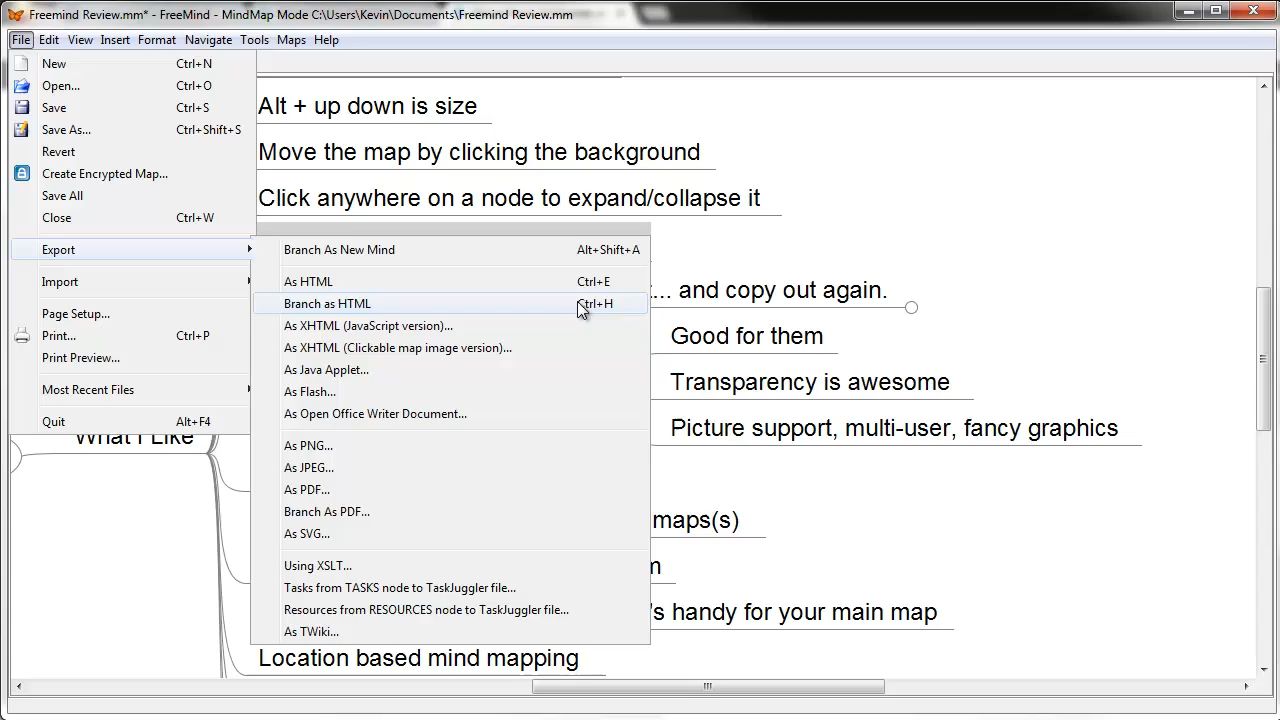 Freemind Review.mm* - FreeMind - MindMap Mode C:\Users\Kevin\Documents\Freemind Review.mm
File Edit View Insert Format Navigate Tools Maps Help
New Ctrl+N
Open... Ctrl+O
Save Ctrl+S
Save As... Ctrl+Shift+S
Revert
Create Encrypted Map...
Save All
Close Ctrl+W
Export
Import
Page Setup...
Print... Ctrl+P
Print Preview...
Most Recent Files
Quit Alt+F4
Branch As New Mind Alt+Shift+A
As HTML Ctrl+E
Branch as HTML Ctrl+H
As XHTML (JavaScript version)...
As XHTML (Clickable map image version)...
As Java Applet...
As Flash...
As Open Office Writer Document...
As PNG...
As JPEG...
As PDF...
Branch As PDF...
As SVG...
Using XSLT...
Tasks from TASKS node to TaskJuggler file...
Resources from RESOURCES node to TaskJuggler file...
As TWiki...
What I Like
Alt + up down is size
Move the map by clicking the background
Click anywhere on a node to expand/collapse it
... and copy out again.
Good for them
Transparency is awesome
Picture support, multi-user, fancy graphics
maps(s)
m
's handy for your main map
Location based mind mapping